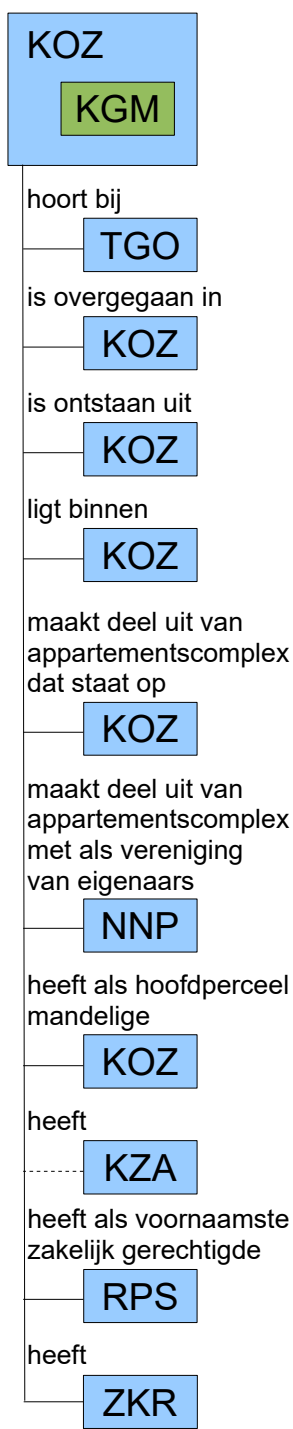 KOZ
KGM
hoort bij
TGO
is overgegaan in
KOZ
is ontstaan uit
KOZ
ligt binnen
KOZ
maakt deel uit van
appartementscomplex
dat staat op
KOZ
maakt deel uit van
appartementscomplex
met als vereniging
van eigenaars
NNP
heeft als hoofdperceel
mandelige
KOZ
heeft
KZA
heeft als voornaamste
zakelijk gerechtigde
RPS
heeft
ZKR